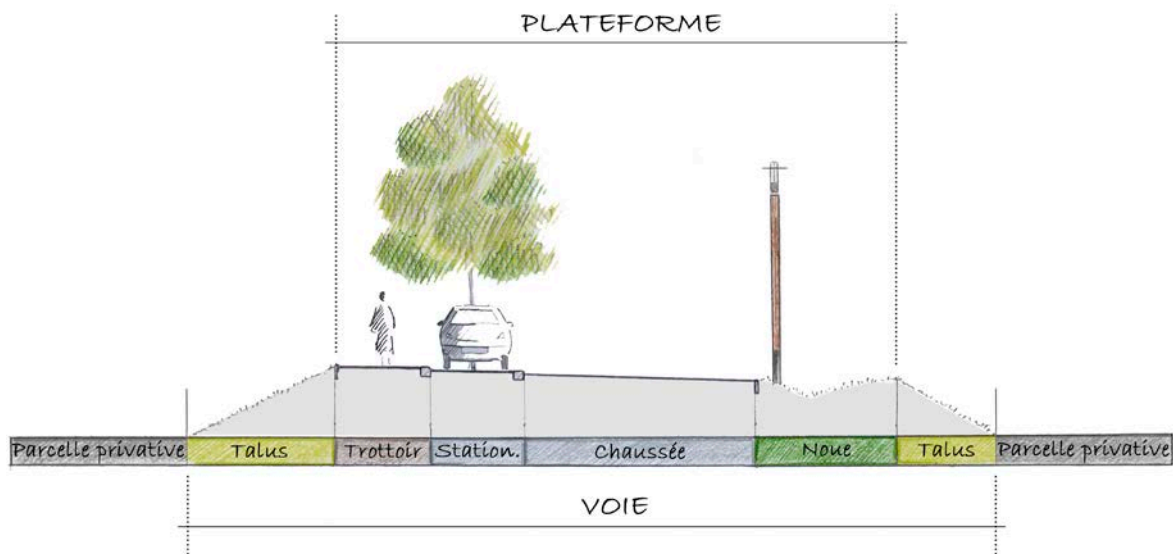 PLATEFORME
Parcelle privative Talus Trottoir Station. Chaussée Noue Talus Parcelle privative
VOIE